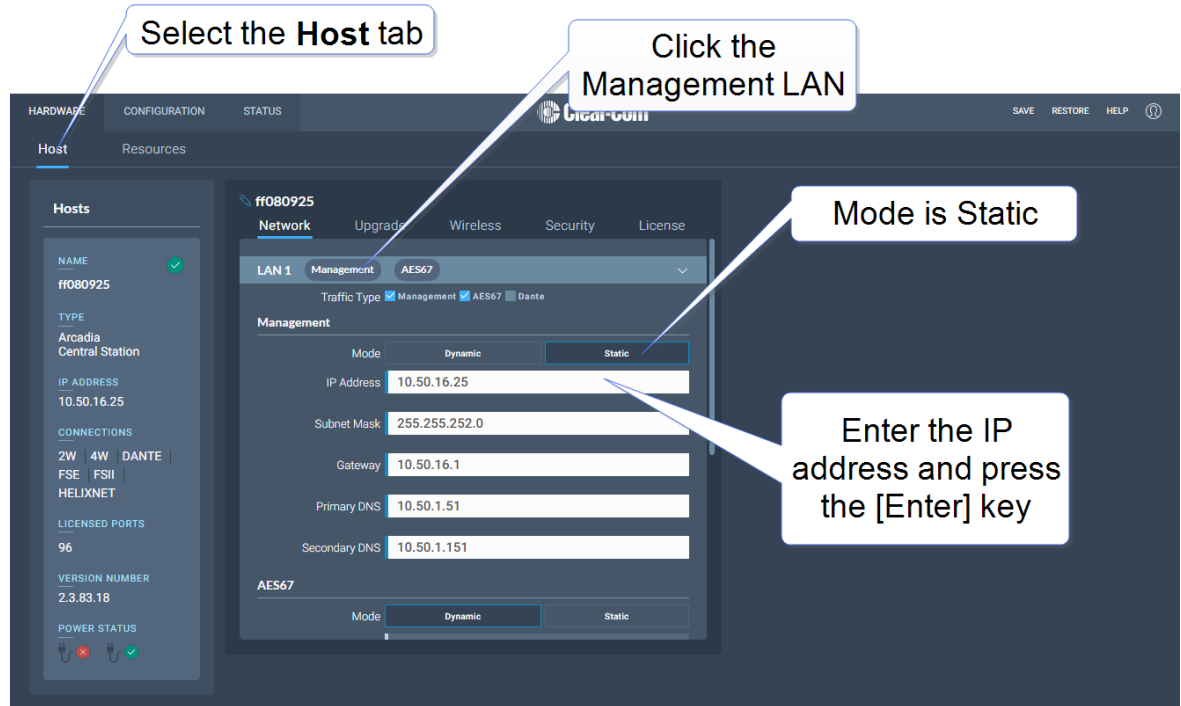 Select the Host tab
Click the
Management LAN
HARDWARE CONFIGURATION STATUS Clear-Com SAVE RESTORE HELP
Host Resources
Hosts
NAME
ff080925
TYPE
Arcadia
Central Station
IP ADDRESS
10.50.16.25
CONNECTIONS
2W 4W DANTE
FSE FSII
HELIXNET
LICENSED PORTS
96
VERSION NUMBER
2.3.83.18
POWER STATUS
ff080925
Network Upgrade Wireless Security License
LAN 1 Management AES67
Traffic Type Management AES67 Dante
Management
Mode Dynamic Static
IP Address 10.50.16.25
Subnet Mask 255.255.252.0
Gateway 10.50.16.1
Primary DNS 10.50.1.51
Secondary DNS 10.50.1.151
AES67
Mode Dynamic Static
Mode is Static
Enter the IP
address and press
the [Enter] key